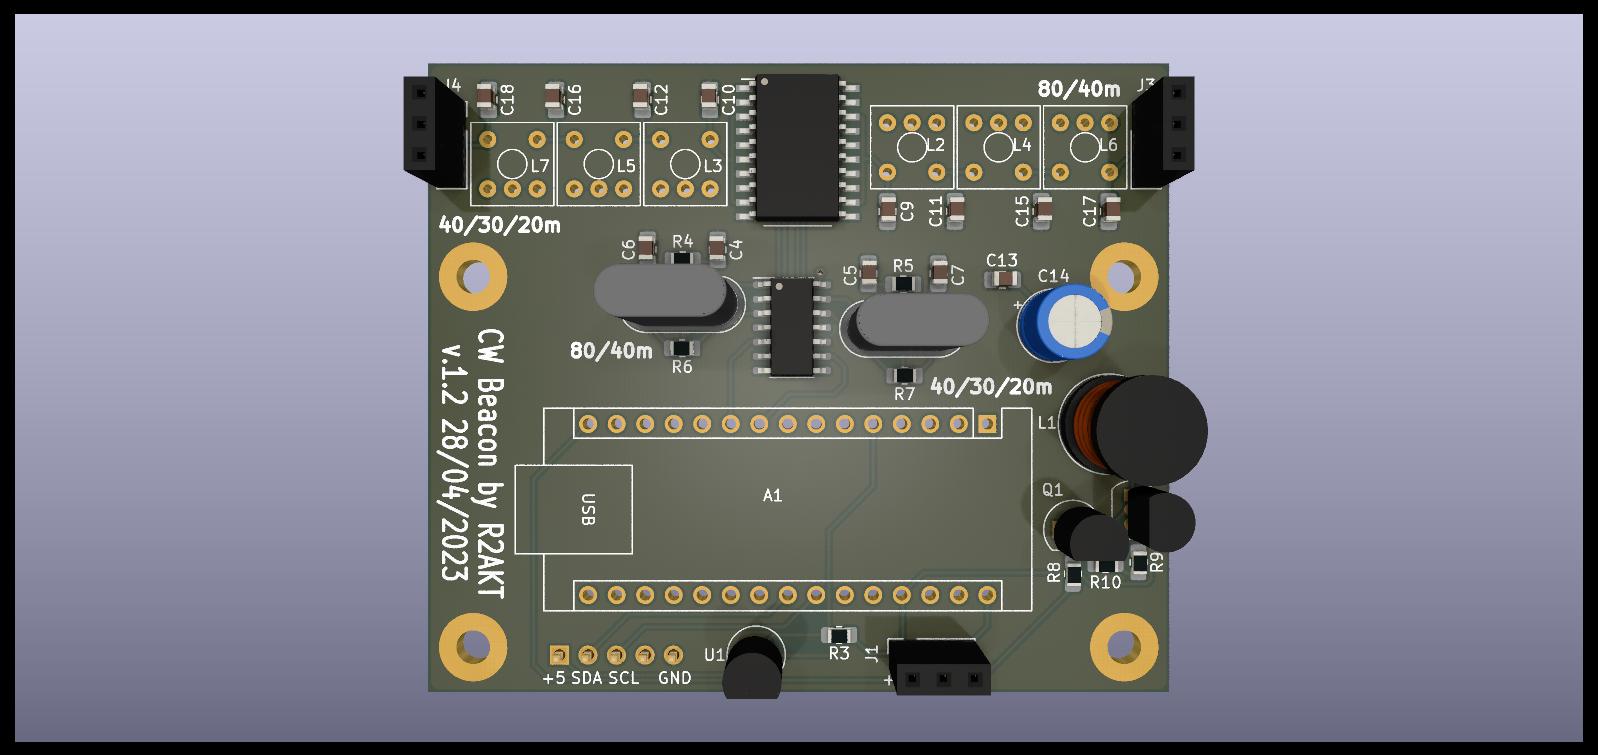 J4
C18
C16
C12
C10
80/40m
J3
L7
L5
L3
L2
L4
L6
C9
C11
C15
C17
40/30/20m
C6
R4
C4
C5
R5
C7
C13
C14
+
80/40m
R6
R7
40/30/20m
L1
CW Beacon by R2AKT
v.1.2 28/04/2023
USB
A1
Q1
R8
R10
R9
U1
R3
J1
+
+5 SDA SCL GND